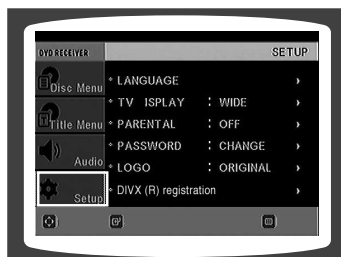 DVD RECEIVER SETUP
Disc Menu
Title Menu
Audio
Setup
LANGUAGE
TV ISPLAY : WIDE
PARENTAL : OFF
PASSWORD : CHANGE
LOGO : ORIGINAL
DIVX (R) registration